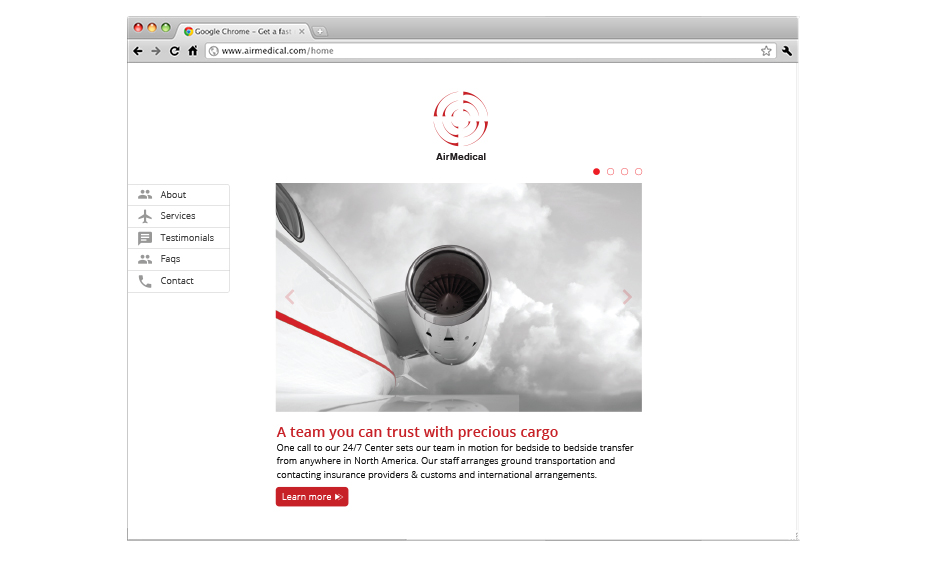 Google Chrome – Get a fast
www.airmedical.com/home
AirMedical
About
Services
Testimonials
Faqs
Contact
A team you can trust with precious cargo
One call to our 24/7 Center sets our team in motion for bedside to bedside transfer
from anywhere in North America. Our staff arranges ground transportation and
contacting insurance providers & customs and international arrangements.
Learn more